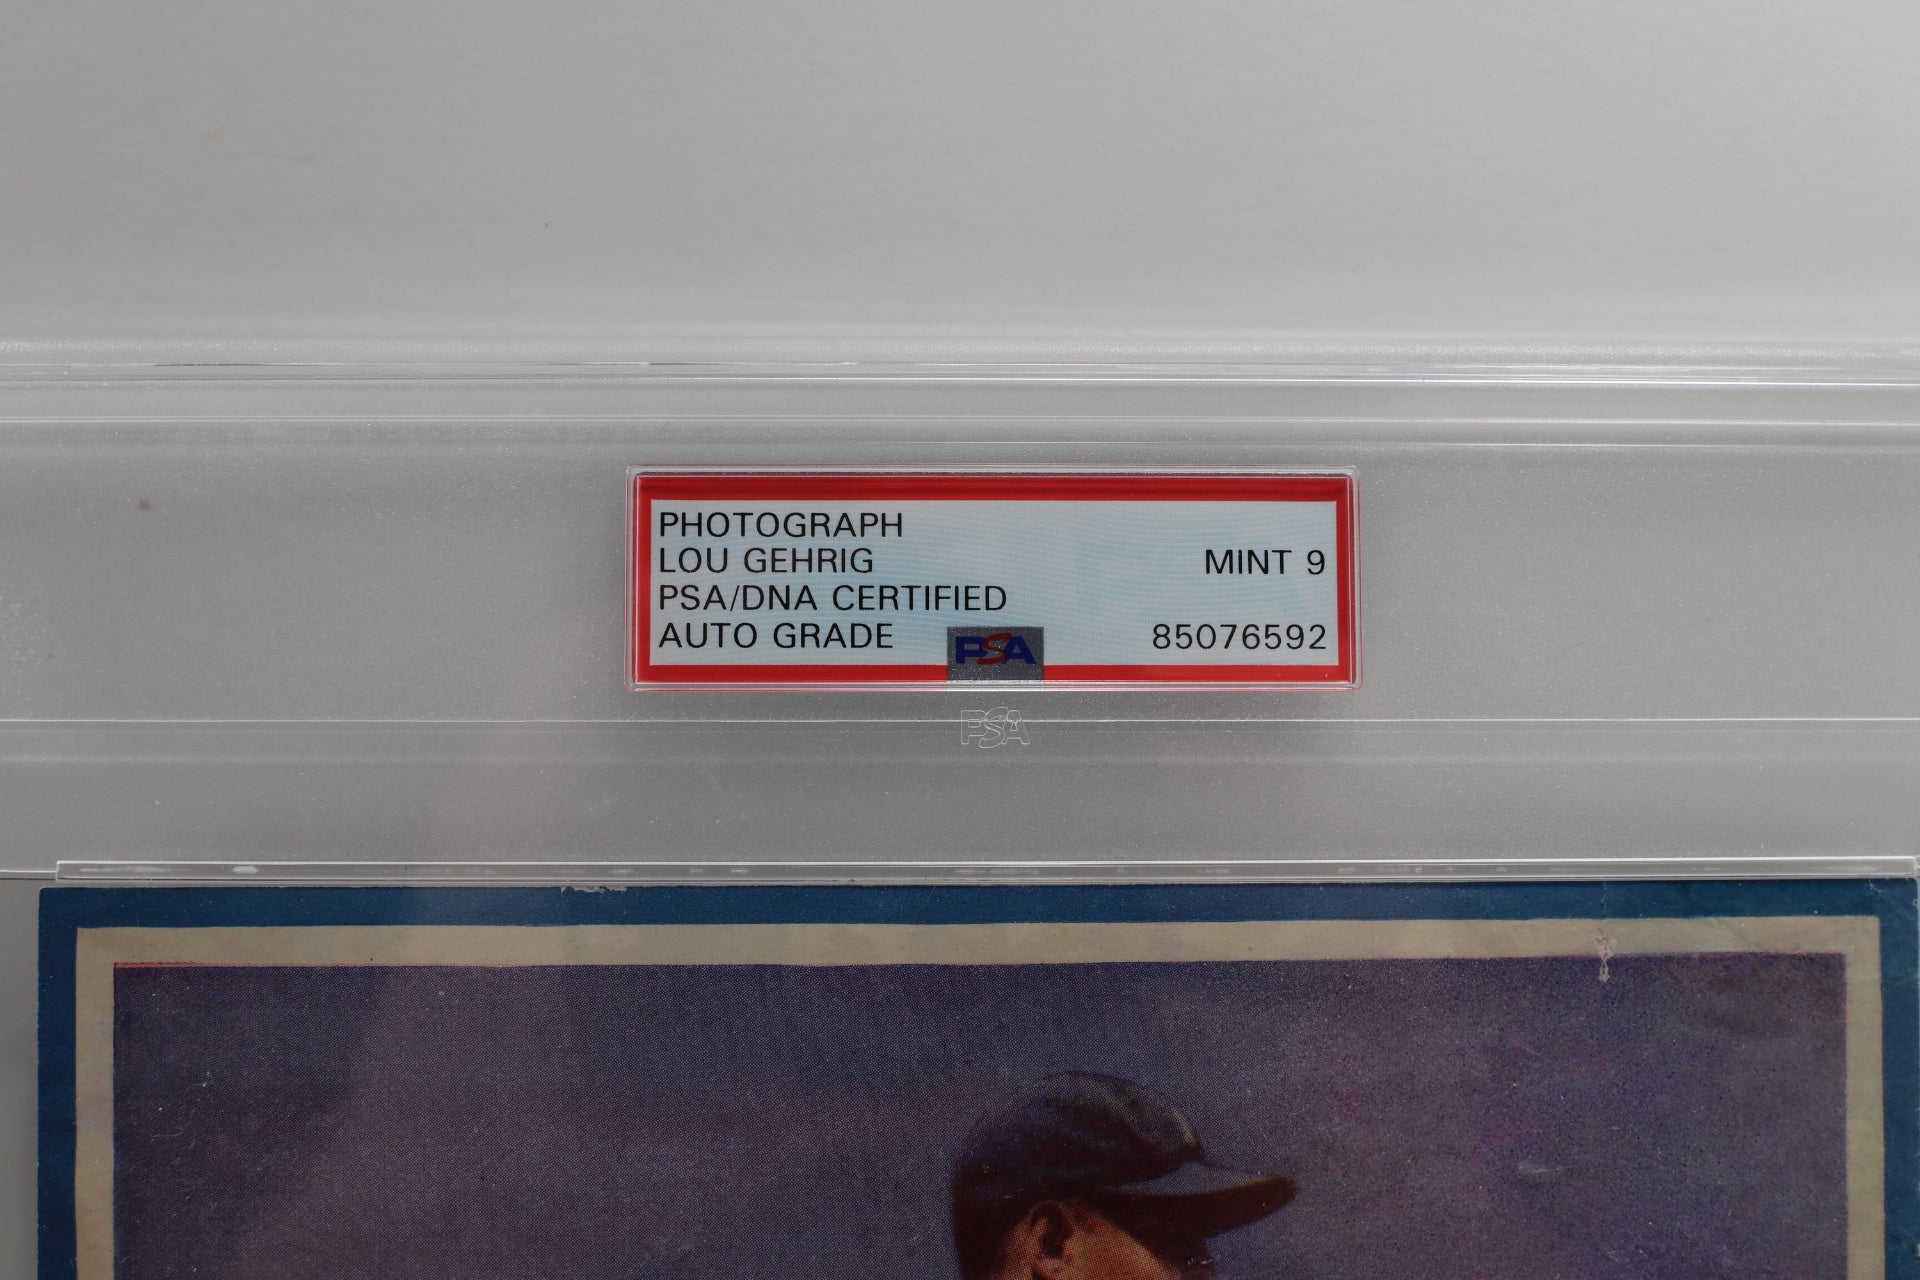 PHOTOGRAPH
LOU GEHRIG
MINT 9
PSA/DNA CERTIFIED
AUTO GRADE
PSA
85076592
PSA